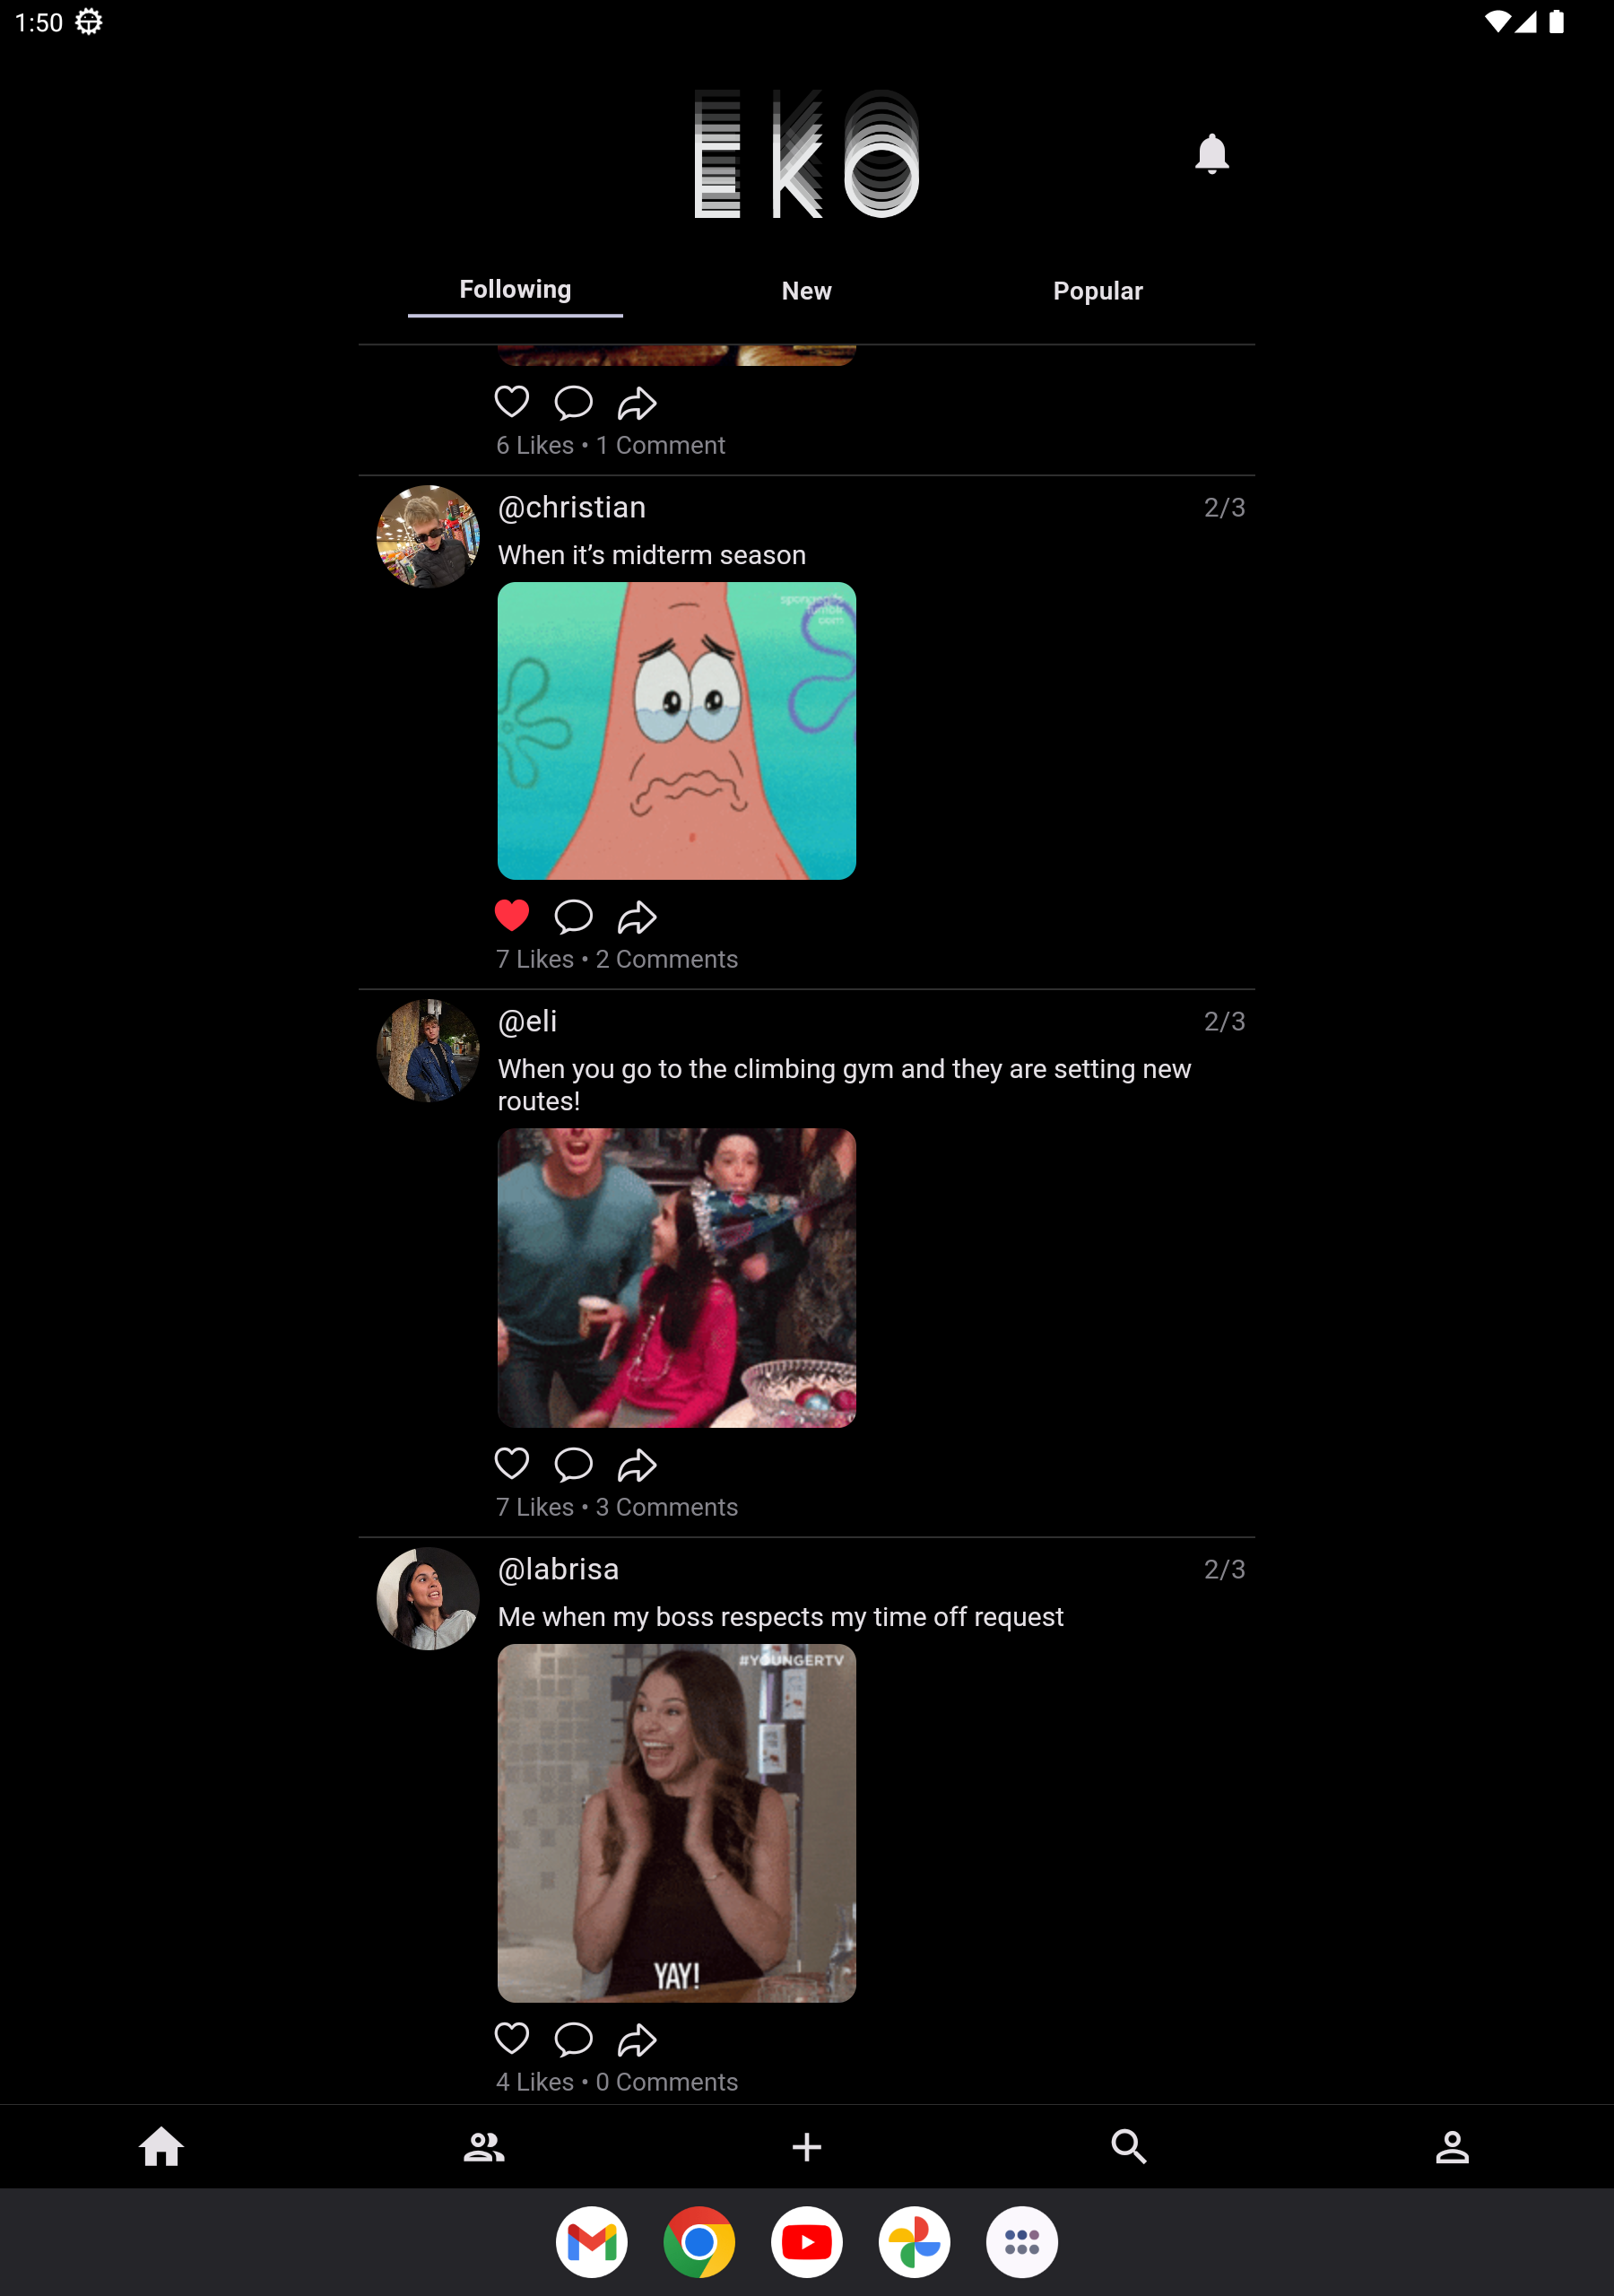 1:50
EKO
Following
New
Popular
6 Likes • 1 Comment
@christian
2/3
When it’s midterm season
tumblr
com
7 Likes • 2 Comments
@eli
2/3
When you go to the climbing gym and they are setting new
routes!
7 Likes • 3 Comments
@labrisa
2/3
Me when my boss respects my time off request
#YOUNGERTV
YAY!
4 Likes • 0 Comments